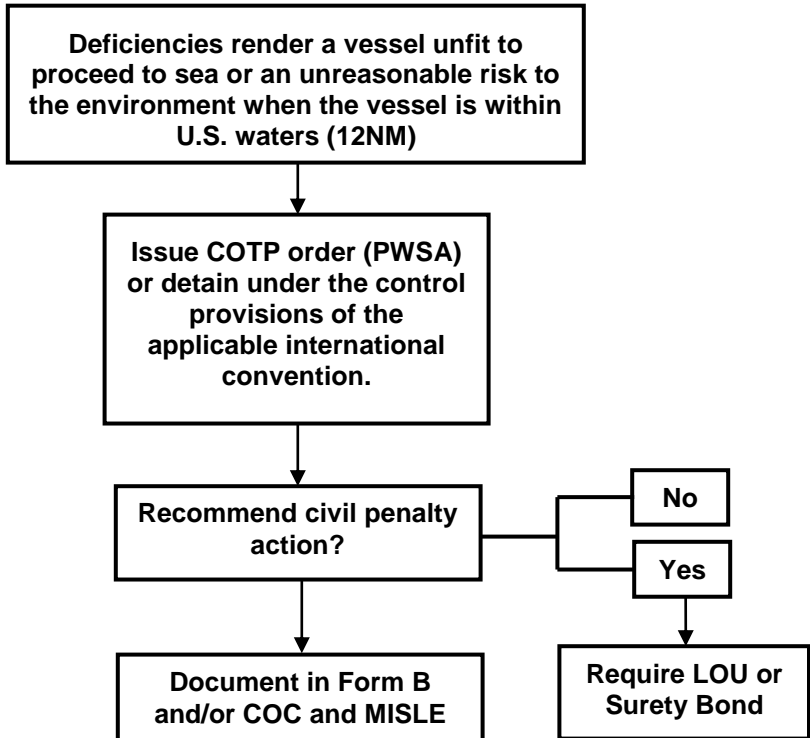 Deficiencies render a vessel unfit to
proceed to sea or an unreasonable risk to
the environment when the vessel is within
U.S. waters (12NM)
Issue COTP order (PWSA)
or detain under the control
provisions of the
applicable international
convention.
Recommend civil penalty
action?
No
Yes
Document in Form B
and/or COC and MISLE
Require LOU or
Surety Bond